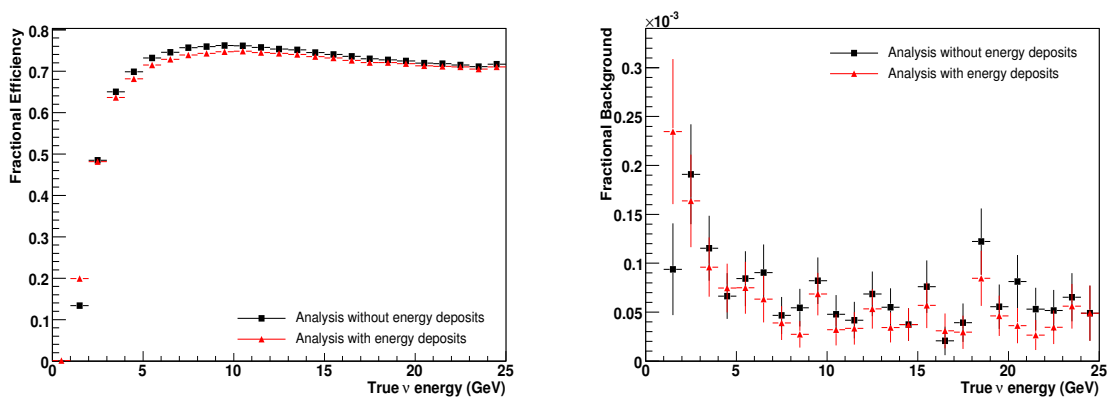 0.8
0.7
0.6
0.5
0.4
0.3
0.2
0.1
0
Fractional Efficiency
Analysis without energy deposits
Analysis with energy deposits
0 5 10 15 20 25
True ν energy (GeV)
×10⁻³
0.3
0.25
0.2
0.15
0.1
0.05
0
Fractional Background
Analysis without energy deposits
Analysis with energy deposits
0 5 10 15 20 25
True ν energy (GeV)